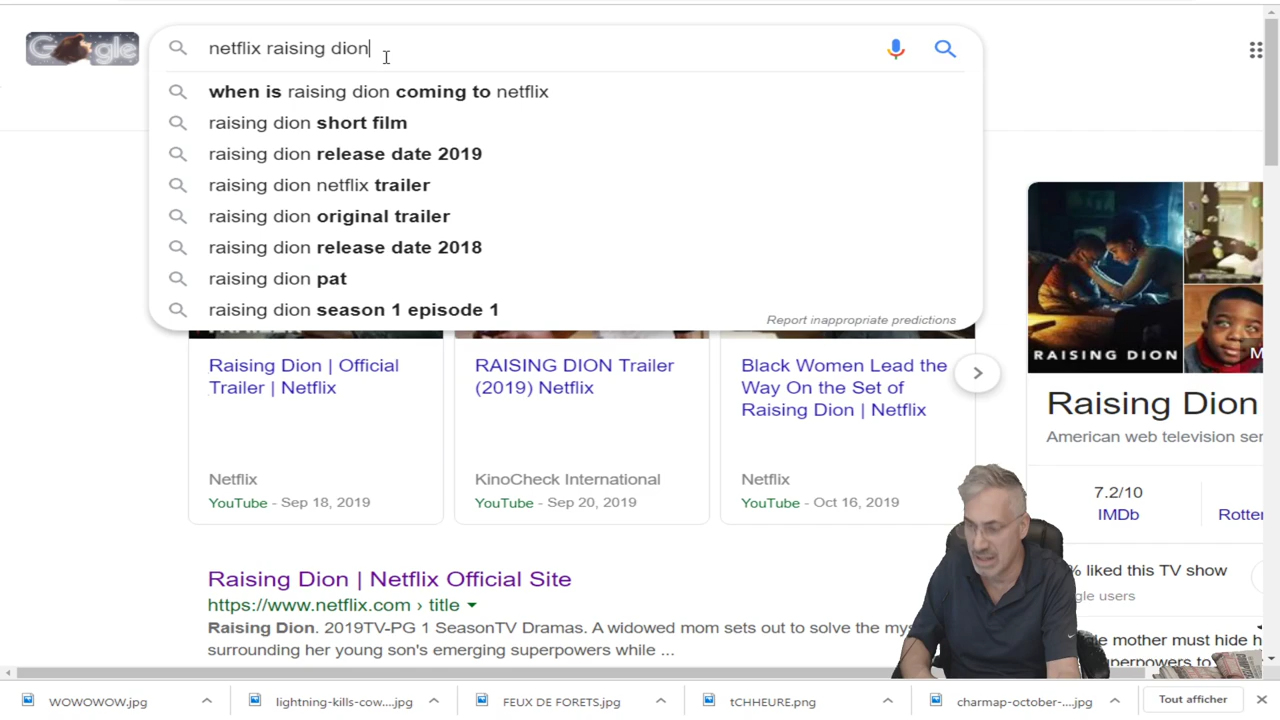 Google
netflix raising dion
when is raising dion coming to netflix
raising dion short film
raising dion release date 2019
raising dion netflix trailer
raising dion original trailer
raising dion release date 2018
raising dion pat
raising dion season 1 episode 1
Report inappropriate predictions
Raising Dion | Official
Trailer | Netflix
Netflix
YouTube - Sep 18, 2019
RAISING DION Trailer
(2019) Netflix
KinoCheck International
YouTube - Sep 20, 2019
Black Women Lead the
Way On the Set of
Raising Dion | Netflix
Netflix
YouTube - Oct 16, 2019
Raising Dion | Netflix Official Site
https://www.netflix.com › title
Raising Dion. 2019TV-PG 1 SeasonTV Dramas. A widowed mom sets out to solve the mys
surrounding her young son's emerging superpowers while ...
RAISING DION
M
Raising Dion
American web television ser
7.2/10
IMDb
Rotter
% liked this TV show
gle users
le mother must hide h
uperpowers to
WOWOWOW.jpg
lightning-kills-cow....jpg
FEUX DE FORETS.jpg
tCHHEURE.png
charmap-october-....jpg
Tout afficher